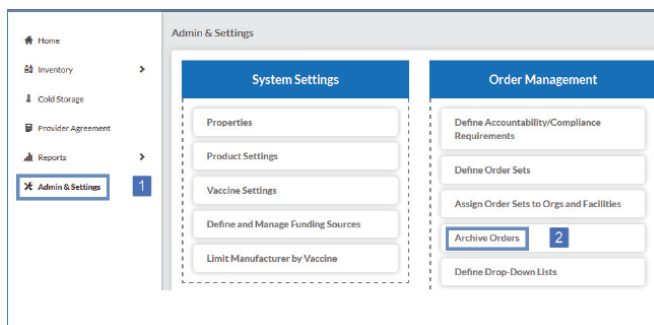 Admin & Settings
Home
Inventory
Cold Storage
Provider Agreement
Reports
Admin & Settings
1
System Settings
Properties
Product Settings
Vaccine Settings
Define and Manage Funding Sources
Limit Manufacturer by Vaccine
Order Management
Define Accountability/Compliance
Requirements
Define Order Sets
Assign Order Sets to Orgs and Facilities
Archive Orders
2
Define Drop-Down Lists